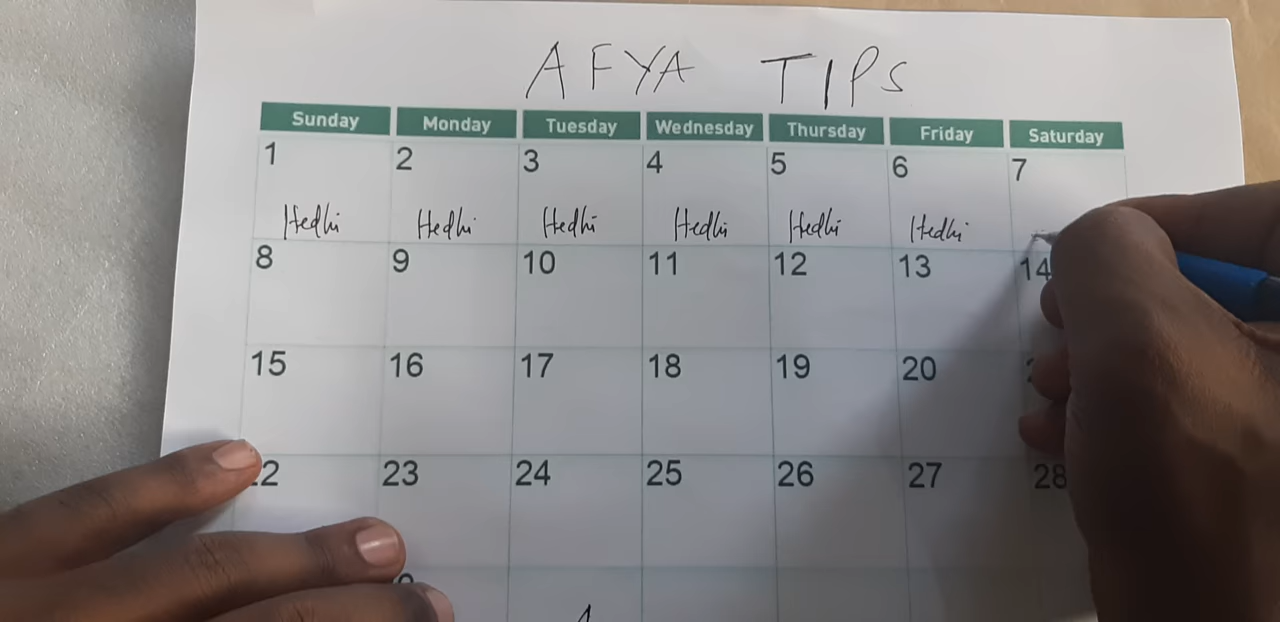 AFYA TIPS
Sunday Monday Tuesday Wednesday Thursday Friday Saturday
1 2 3 4 5 6 7
Hedhi Hedhi Hedhi Hedhi Hedhi Hedhi
8 9 10 11 12 13 14
15 16 17 18 19 20
23 24 25 26 27 28